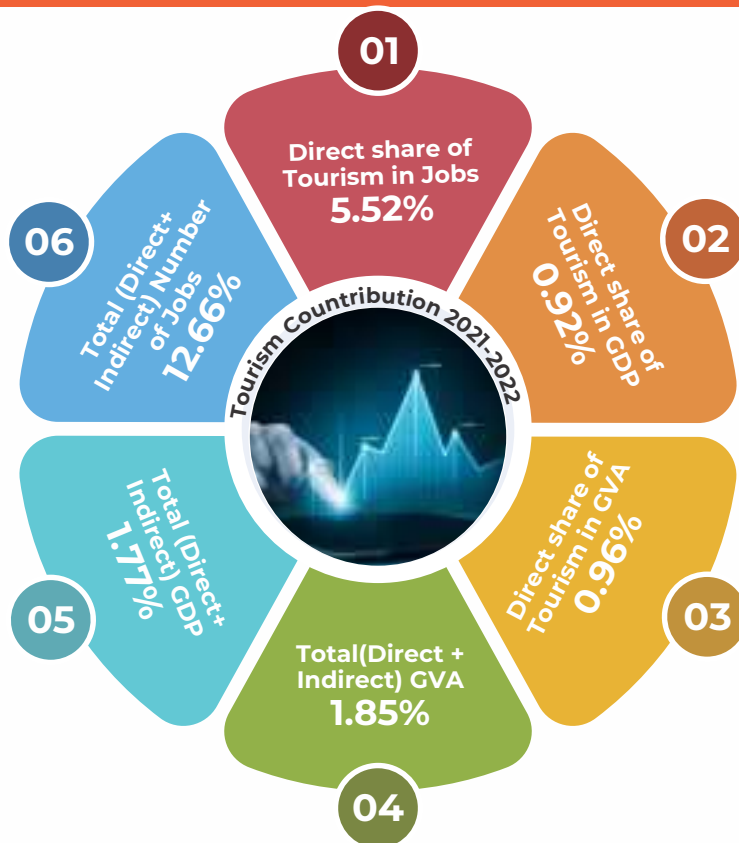 01
Direct share of
Tourism in Jobs
5.52%
02
Direct share of
Tourism in GDP
0.92%
03
Direct share of
Tourism in GVA
0.96%
04
Total(Direct +
Indirect) GVA
1.85%
05
Total (Direct+
Indirect) GDP
1.77%
06
Total (Direct+
Indirect) Number
of Jobs
12.66%
Tourism Countribution 2021-2022